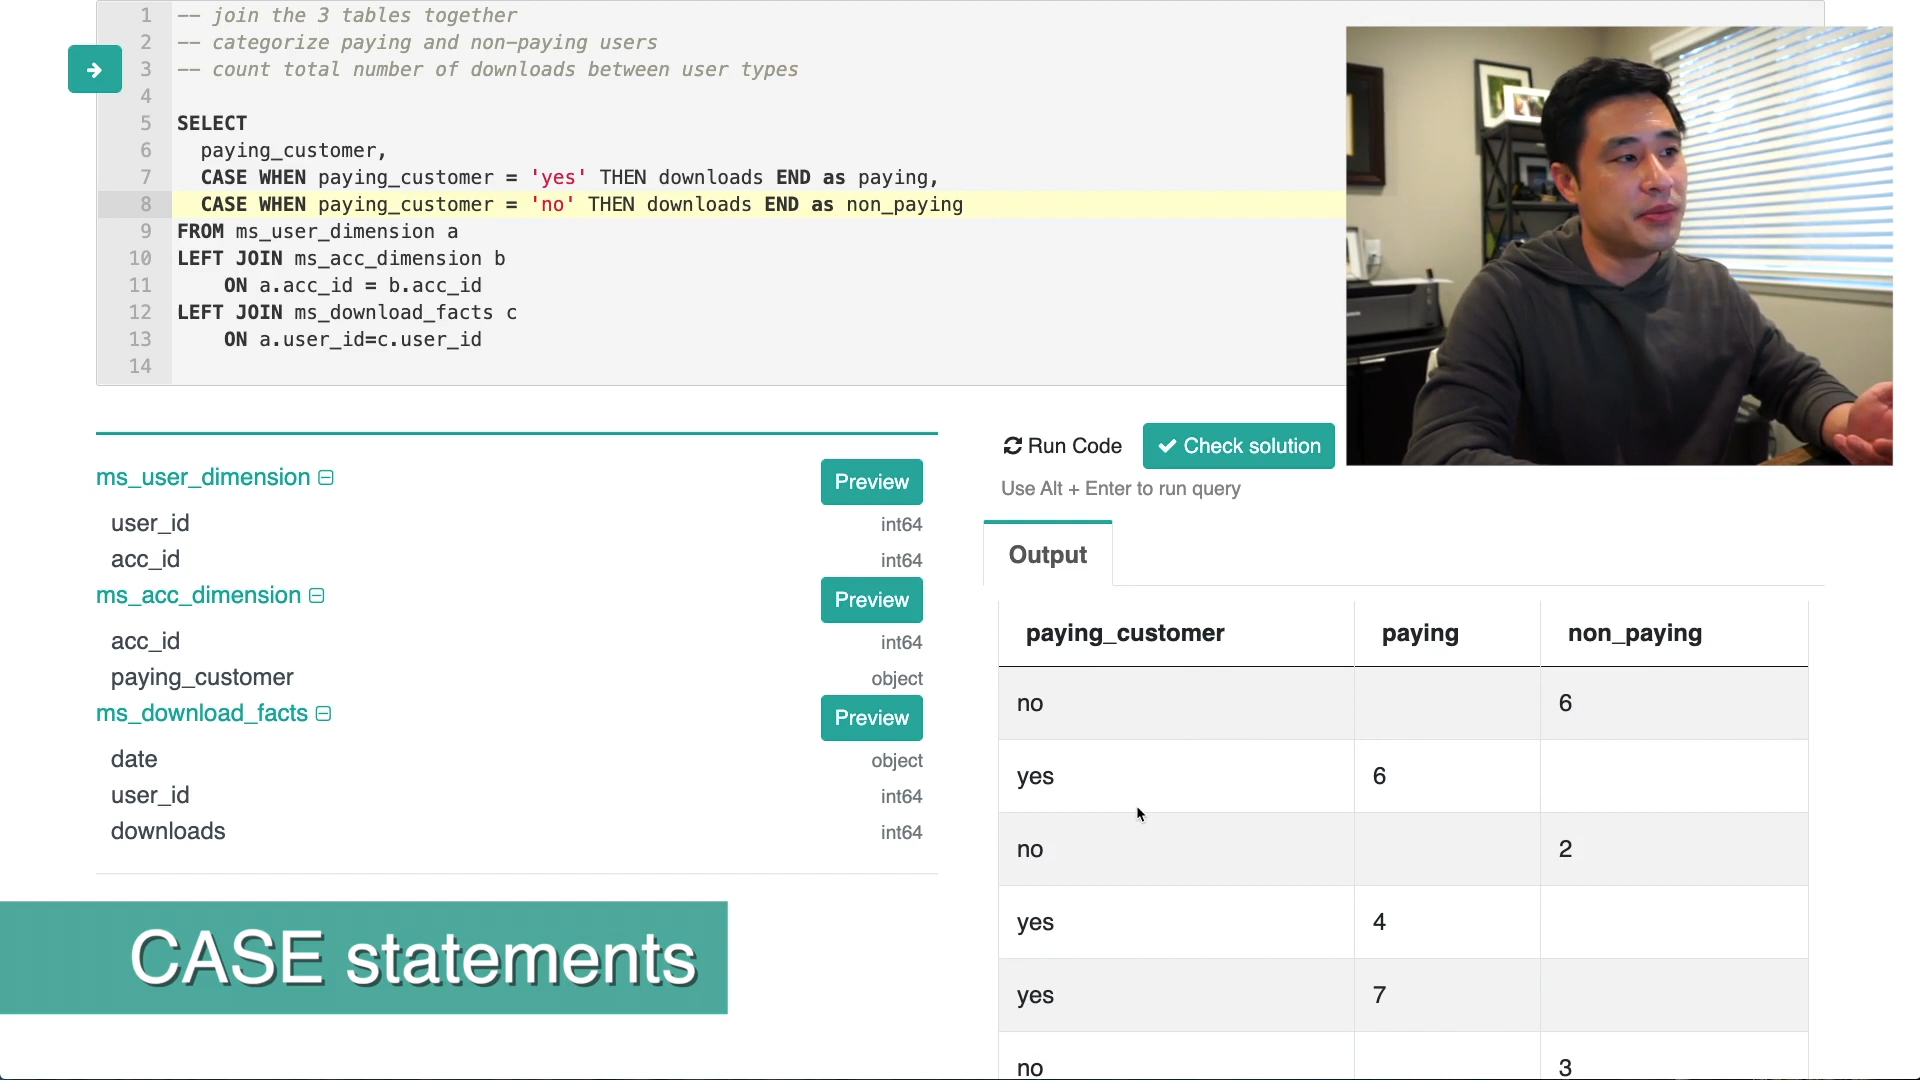 1 -- join the 3 tables together
2 -- categorize paying and non-paying users
3 -- count total number of downloads between user types
4
5 SELECT
6 paying_customer,
7 CASE WHEN paying_customer = 'yes' THEN downloads END as paying,
8 CASE WHEN paying_customer = 'no' THEN downloads END as non_paying
9 FROM ms_user_dimension a
10 LEFT JOIN ms_acc_dimension b
11 ON a.acc_id = b.acc_id
12 LEFT JOIN ms_download_facts c
13 ON a.user_id=c.user_id
14
ms_user_dimension Preview
user_id int64
acc_id int64
ms_acc_dimension Preview
acc_id int64
paying_customer object
ms_download_facts Preview
date object
user_id int64
downloads int64
CASE statements
Run Code Check solution
Use Alt + Enter to run query
Output
paying_customer paying non_paying
no 6
yes 6
no 2
yes 4
yes 7
no 3